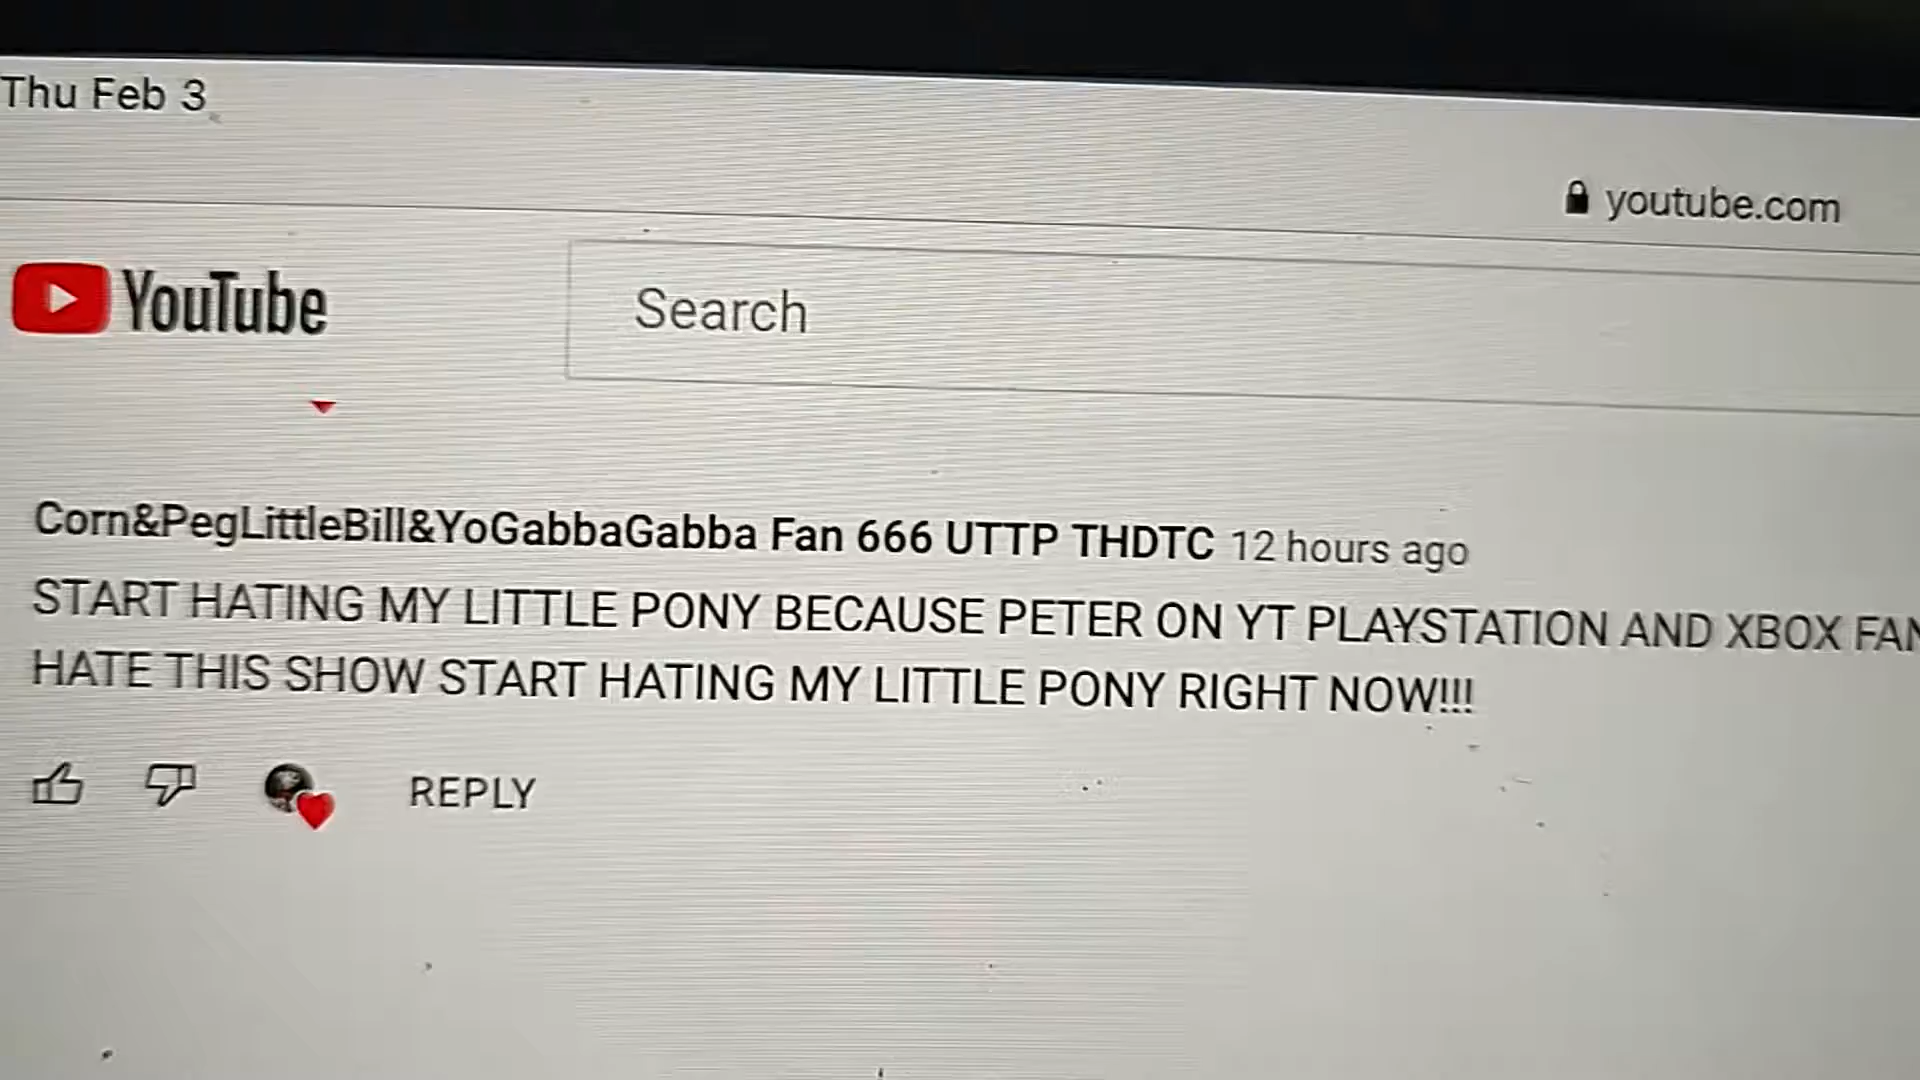 Thu Feb 3
youtube.com
YouTube
Search
Corn&PegLittleBill&YoGabbaGabba Fan 666 UTTP THDTC 12 hours ago
START HATING MY LITTLE PONY BECAUSE PETER ON YT PLAYSTATION AND XBOX FAN
HATE THIS SHOW START HATING MY LITTLE PONY RIGHT NOW!!!
REPLY